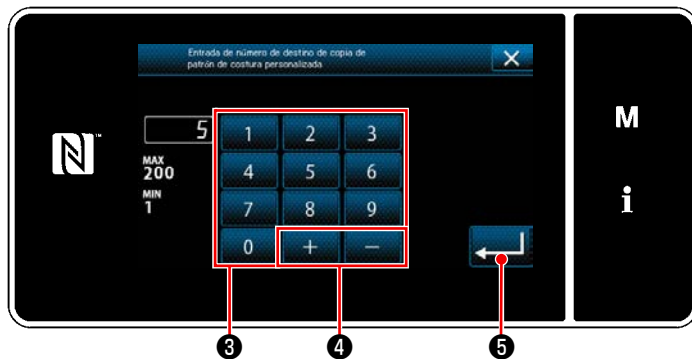 Entrada de número de destino de copia de
patrón de costura personalizada
5
1 2 3
MAX
200
4 5 6
MIN
1
7 8 9
0 + −
M
i
N
❸ ❹ ❺